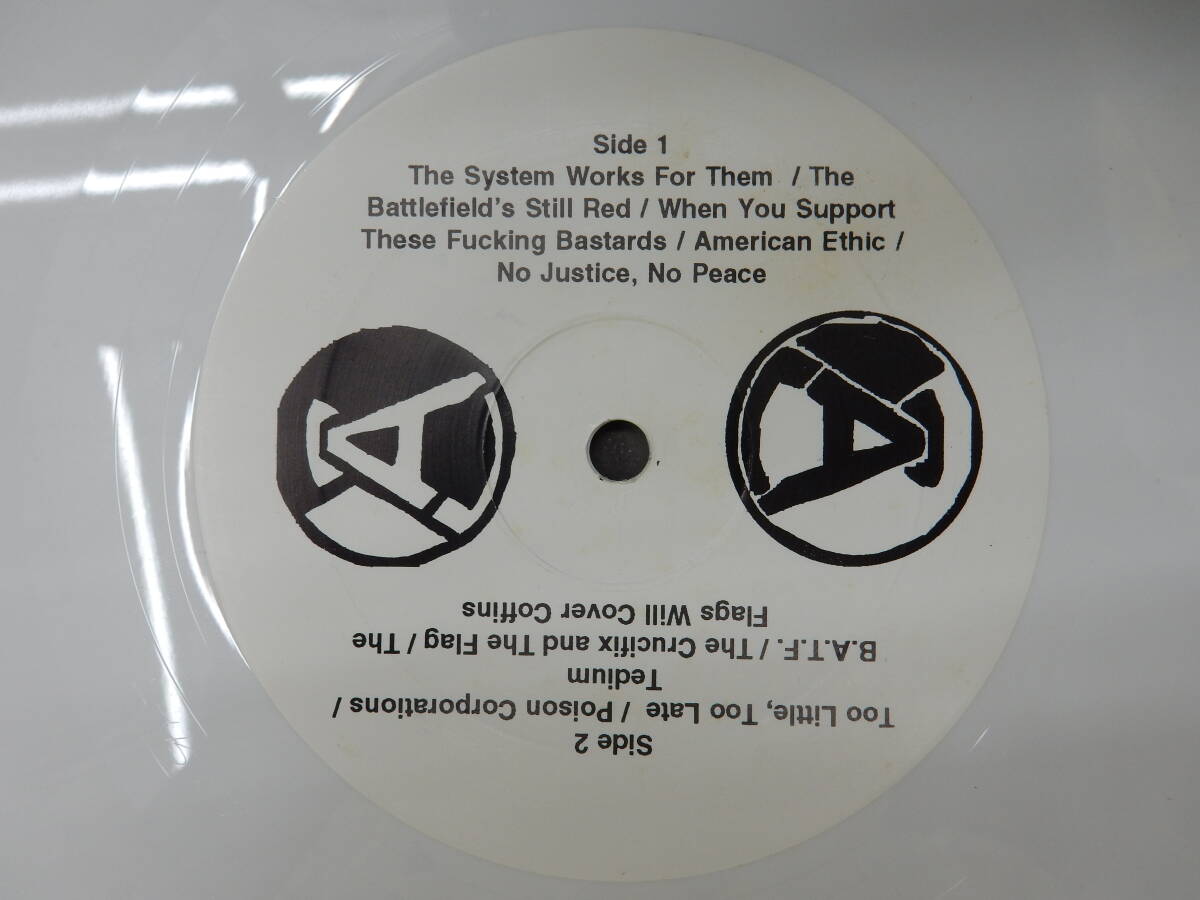 Side 1
The System Works For Them / The
Battlefield's Still Red / When You Support
These Fucking Bastards / American Ethic /
No Justice, No Peace
Side 2
Too Little, Too Late / Poison Corporations /
Tedium
B.A.T.F. / The Crucifix and The Flag / The
Flags Will Cover Coffins